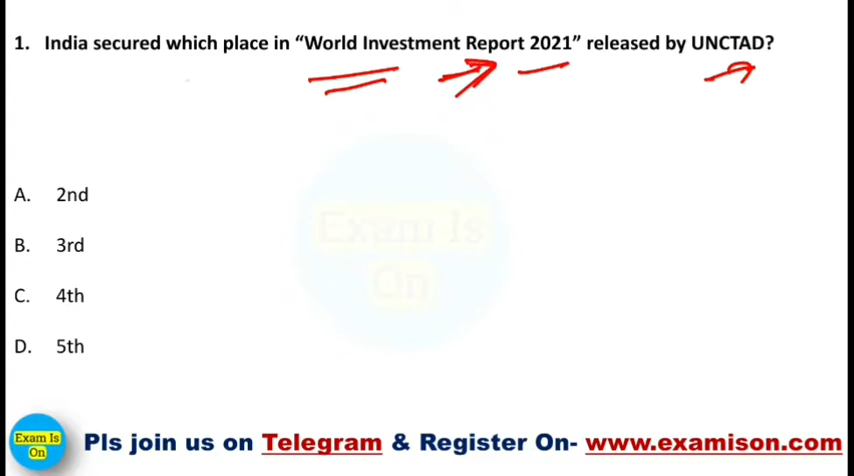 1. India secured which place in “World Investment Report 2021” released by UNCTAD?
Exam Is
On
A. 2nd
B. 3rd
C. 4th
D. 5th
Exam Is
On
Pls join us on Telegram & Register On- www.examison.com